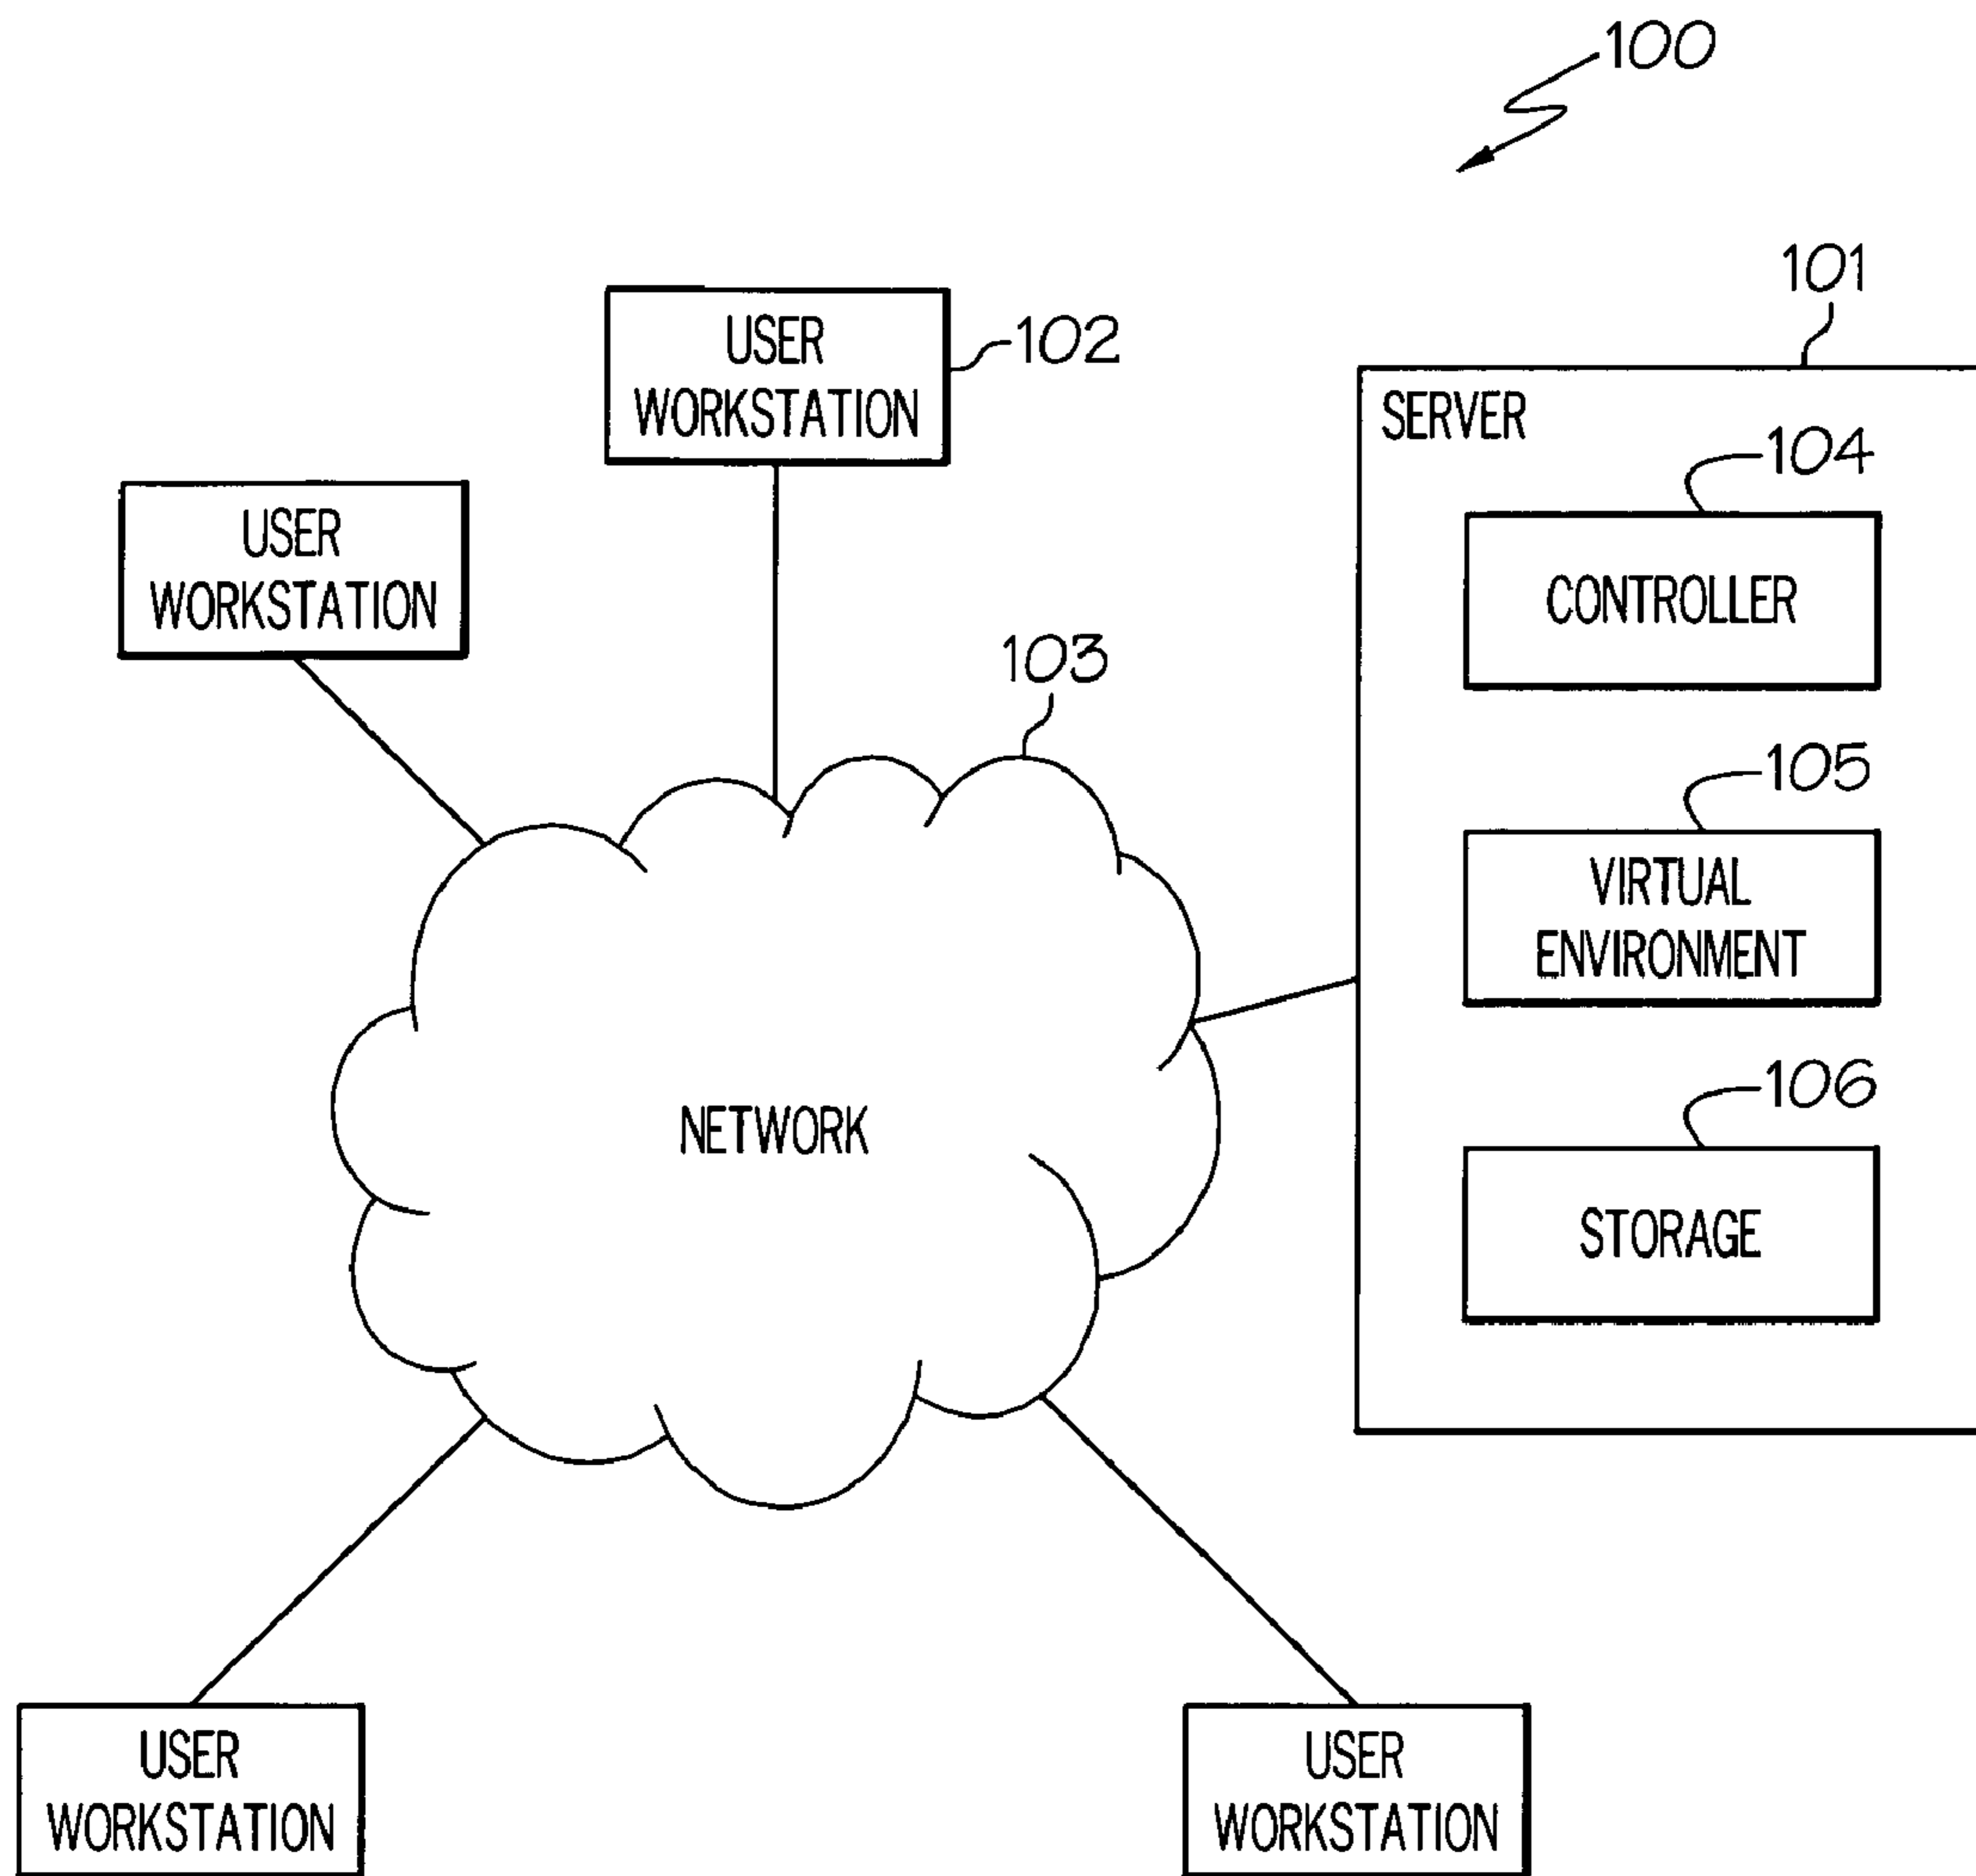 100
101
USER
WORKSTATION
102
SERVER
104
CONTROLLER
USER
WORKSTATION
103
105
VIRTUAL
ENVIRONMENT
NETWORK
106
STORAGE
USER
WORKSTATION
USER
WORKSTATION